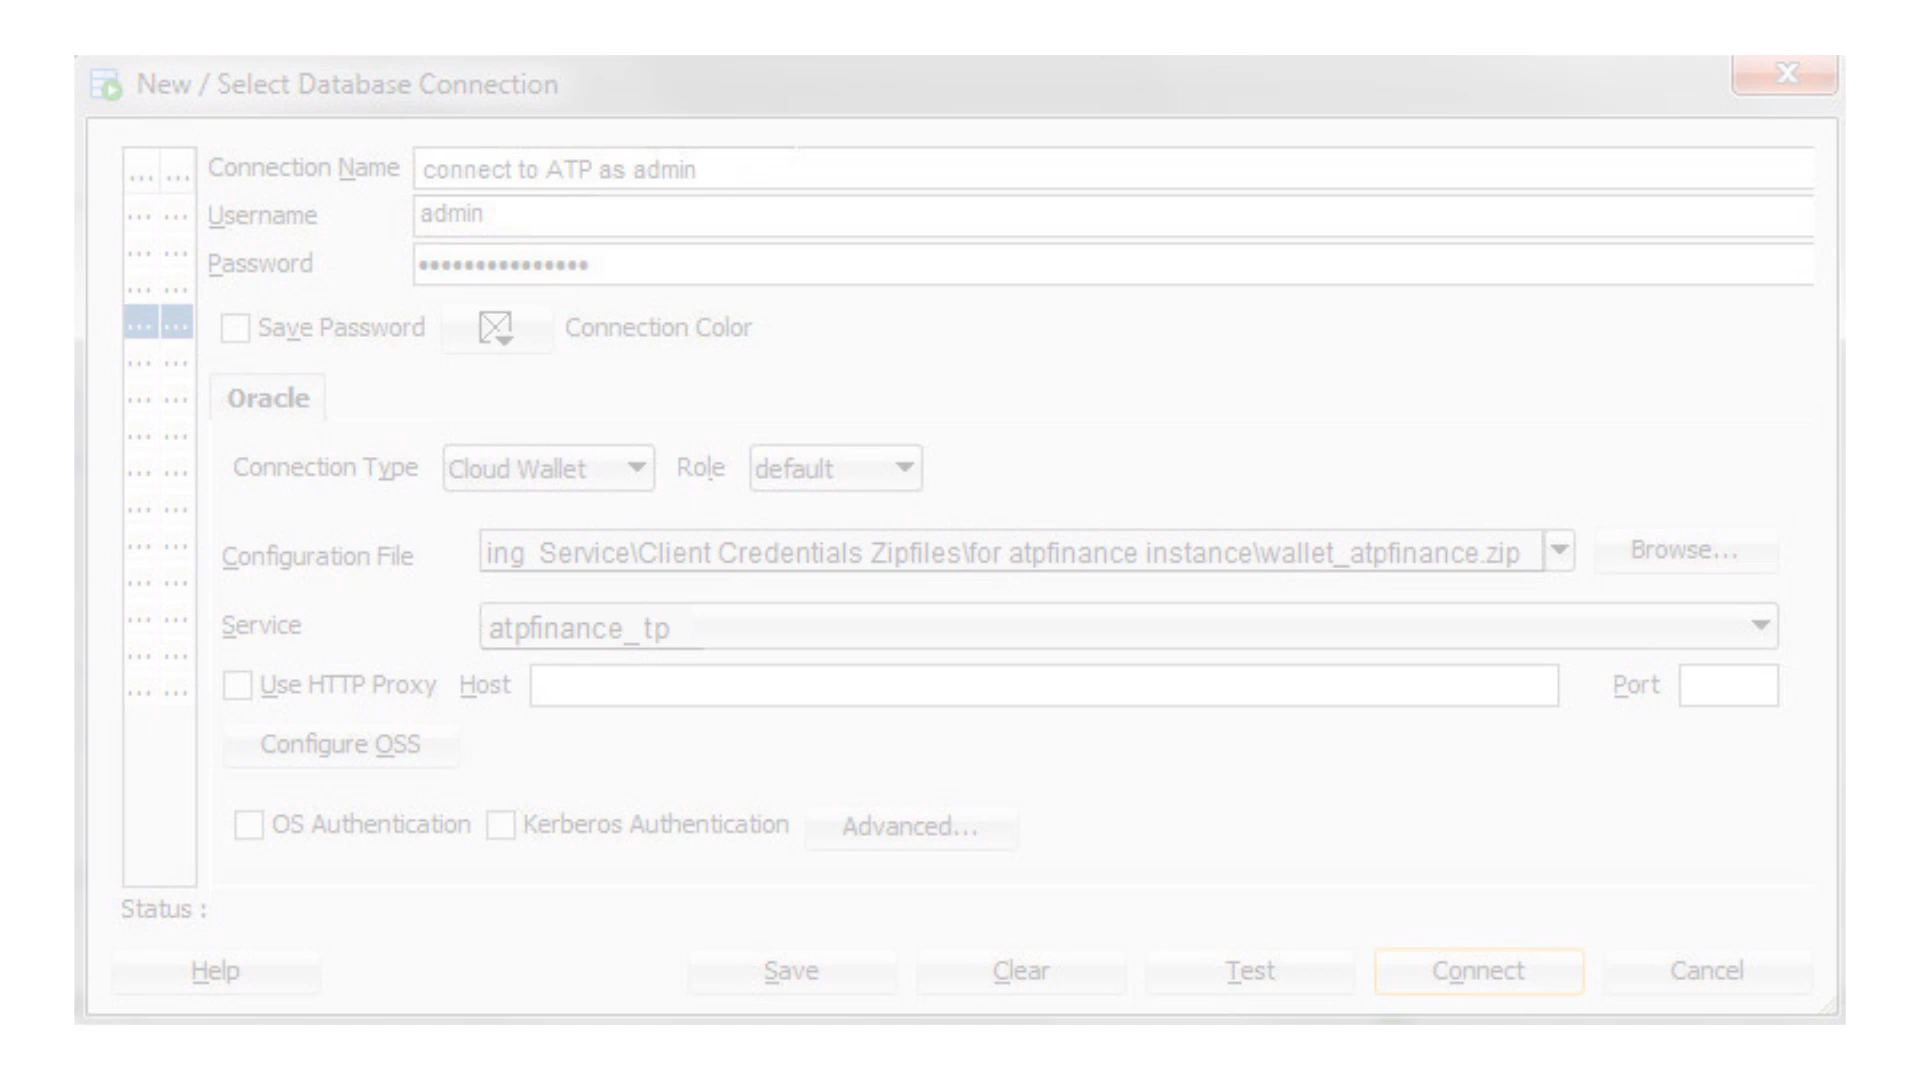 New / Select Database Connection
Connection Name connect to ATP as admin
Username admin
Password •••••••••••••••
Save Password Connection Color
Oracle
Connection Type Cloud Wallet Role default
Configuration File ing Service\Client Credentials Zipfiles\for atpfinance instance\wallet_atpfinance.zip Browse...
Service atpfinance_tp
Use HTTP Proxy Host Port
Configure OSS
OS Authentication Kerberos Authentication Advanced...
Status :
Help Save Clear Test Connect Cancel